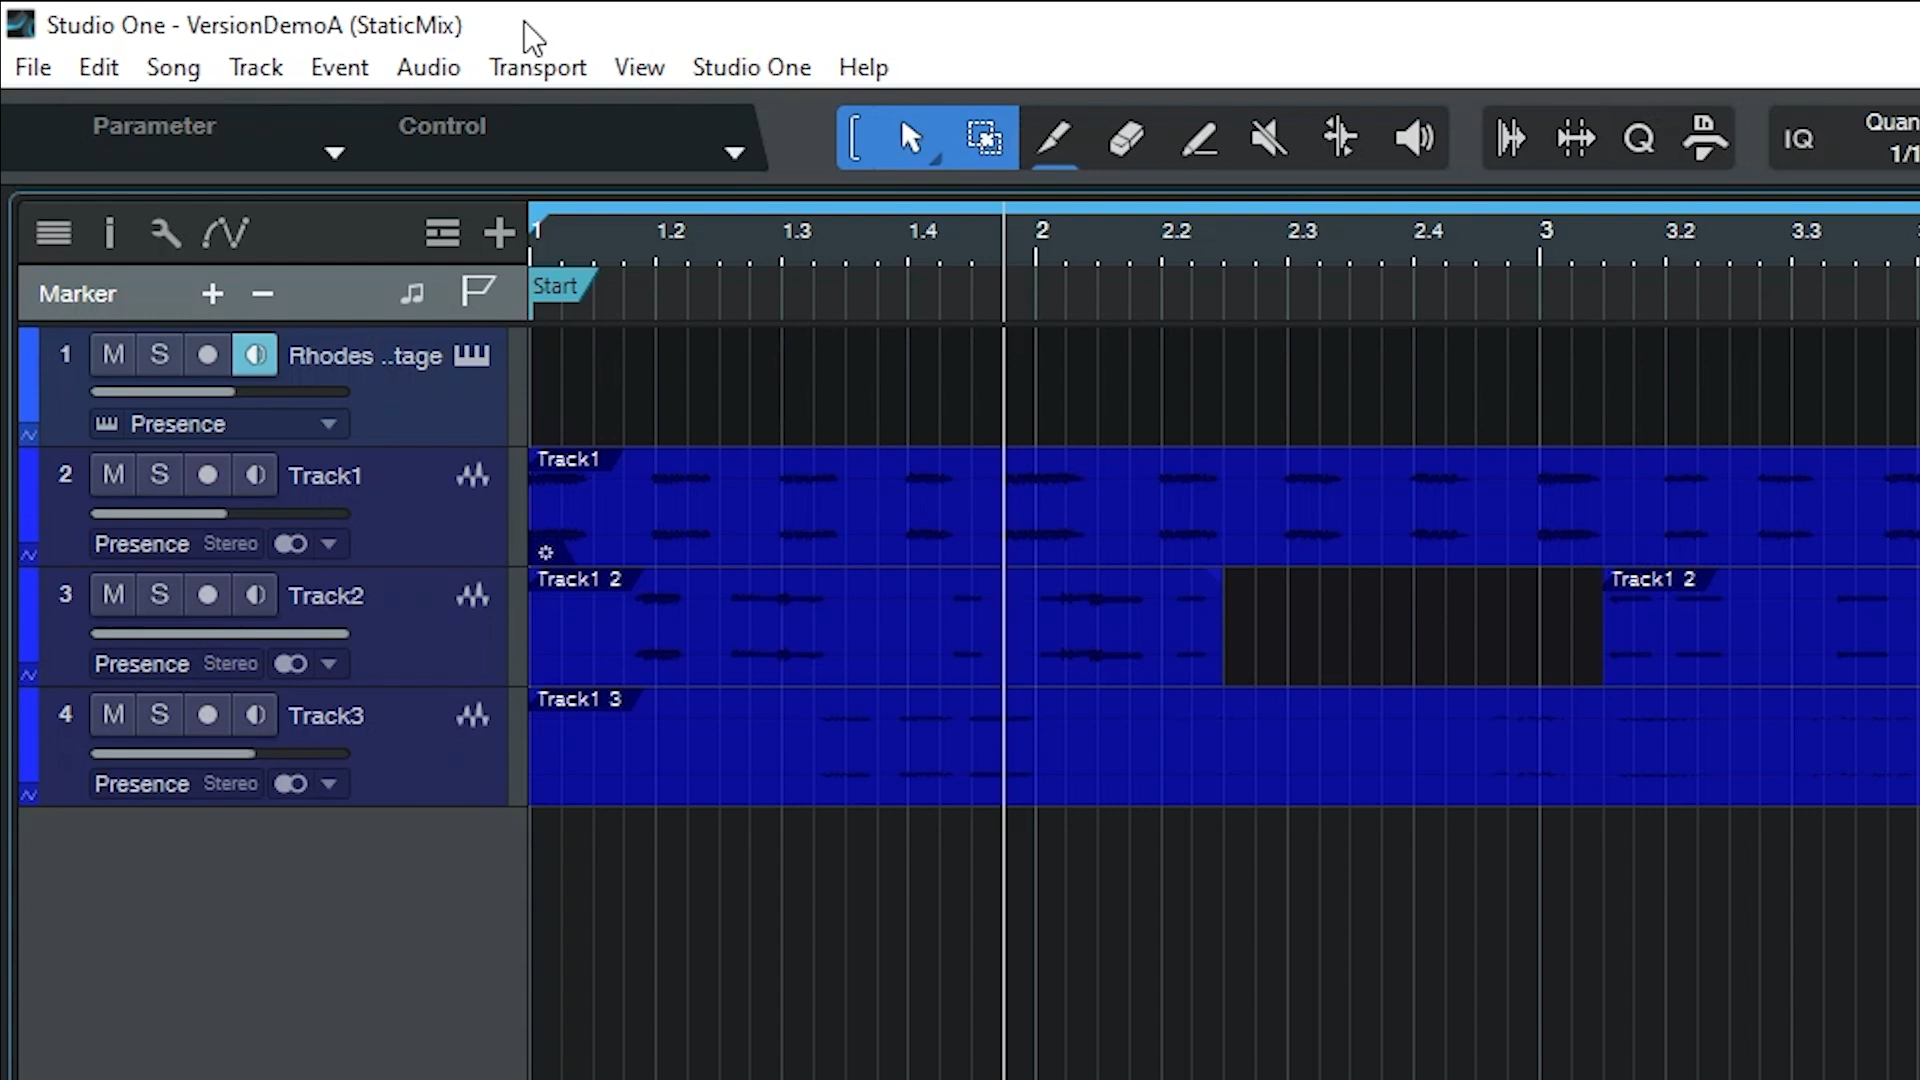 Studio One - VersionDemoA (StaticMix)
File Edit Song Track Event Audio Transport View Studio One Help
Parameter Control
IQ
Quan
1/1
1 1.2 1.3 1.4 2 2.2 2.3 2.4 3 3.2 3.3
Marker
Start
1 M S Rhodes ..tage
Presence
2 M S Track1
Presence Stereo
Track1
3 M S Track2
Presence Stereo
Track1 2
Track1 2
4 M S Track3
Presence Stereo
Track1 3